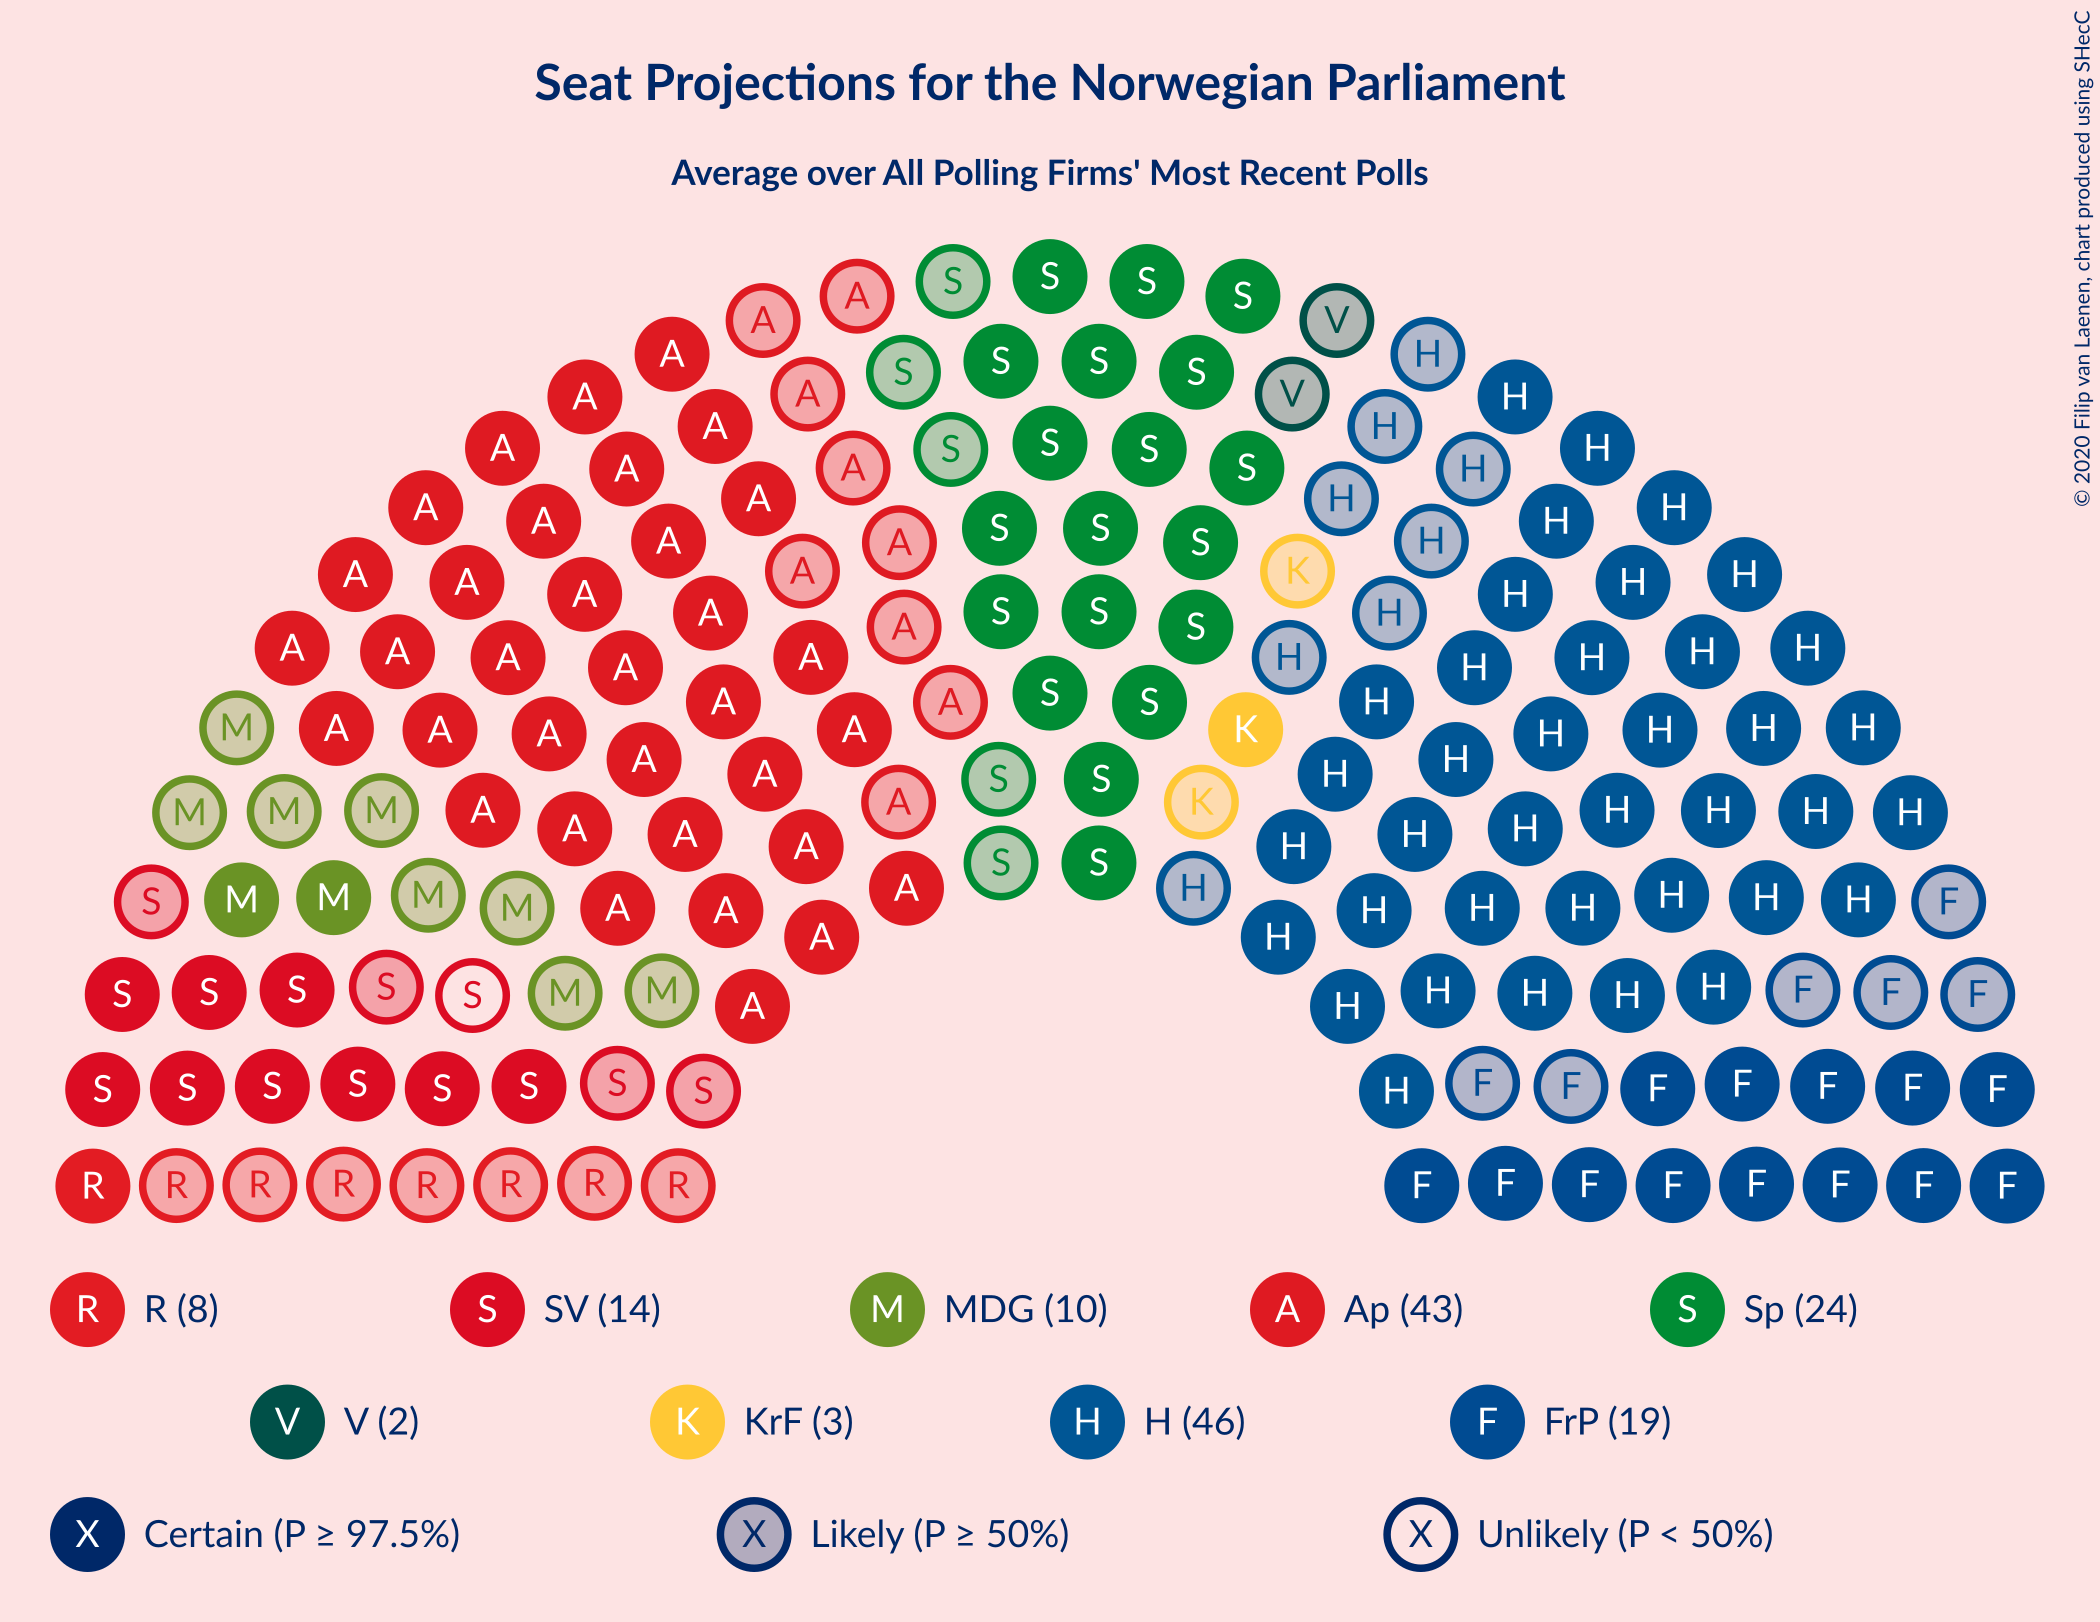 Seat Projections for the Norwegian Parliament
Average over All Polling Firms' Most Recent Polls
© 2020 Filip van Laenen, chart produced using SHecC
S S S S
A A V
A H
A S S S S H
A A V
A H H
A S S S S H
A A H
A A H H
A S S S H
A A K
A A H H
A S S S H
A A H
A A H H
A S S H
M A A A A A K H H H H H
A A H H
M M M A A A S S K H H H H H H
A A H H
S M M M M A A A S S H H H H H H H H F
A H
S S S S S M M A H H H H H F F F
S S S S S S S S H F F F F F F F
R R R R R R R R F F F F F F F F
R R (8) S SV (14) M MDG (10) A Ap (43) S Sp (24)
V V (2) K KrF (3) H H (46) F FrP (19)
X Certain (P ≥ 97.5%) X Likely (P ≥ 50%) X Unlikely (P < 50%)